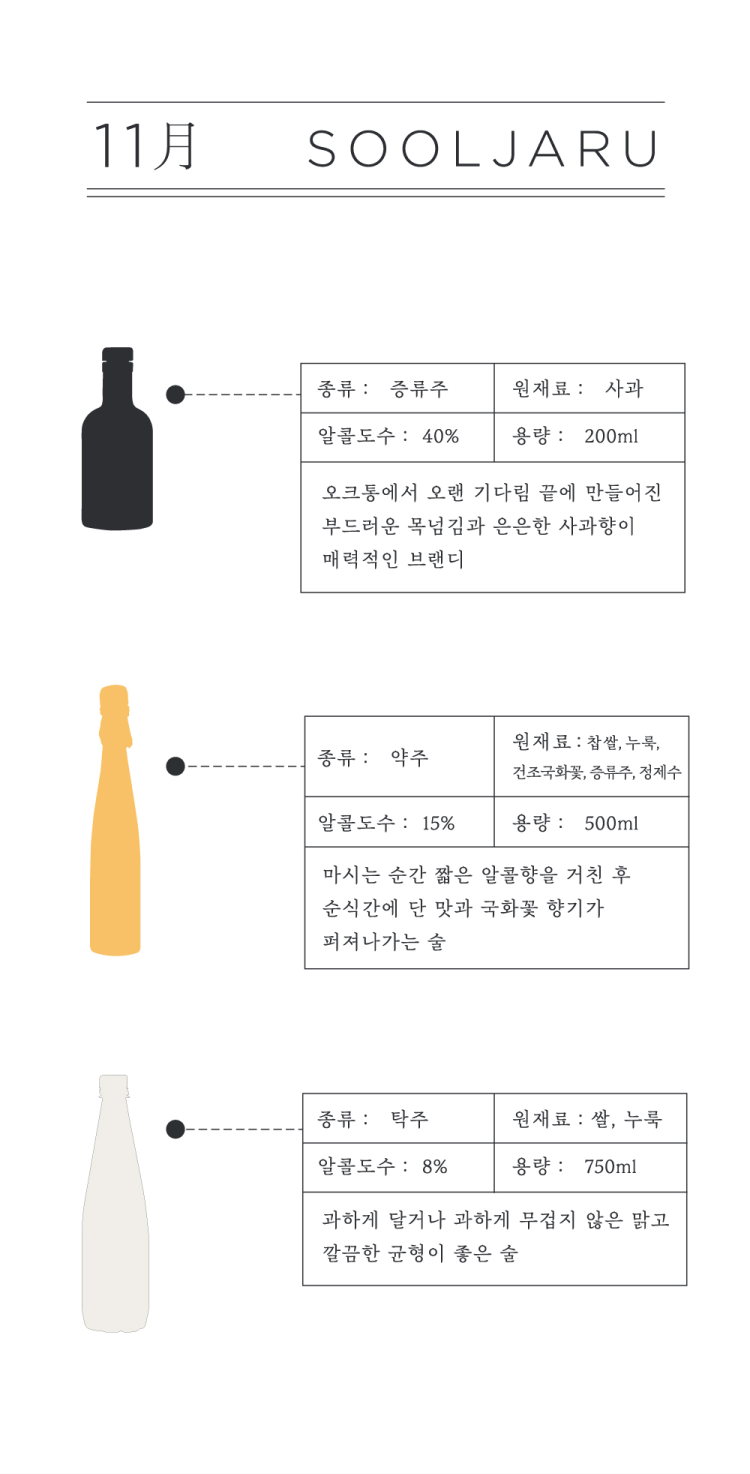 11月 SOOLJARU
종류 : 증류주 원재료 : 사과
알콜도수 : 40% 용량 : 200ml
오크통에서 오랜 기다림 끝에 만들어진
부드러운 목넘김과 은은한 사과향이
매력적인 브랜디
종류 : 약주 원재료 : 찹쌀, 누룩,
건조국화꽃, 증류주, 정제수
알콜도수 : 15% 용량 : 500ml
마시는 순간 짧은 알콜향을 거친 후
순식간에 단 맛과 국화꽃 향기가
퍼져나가는 술
종류 : 탁주 원재료 : 쌀, 누룩
알콜도수 : 8% 용량 : 750ml
과하게 달거나 과하게 무겁지 않은 맑고
깔끔한 균형이 좋은 술